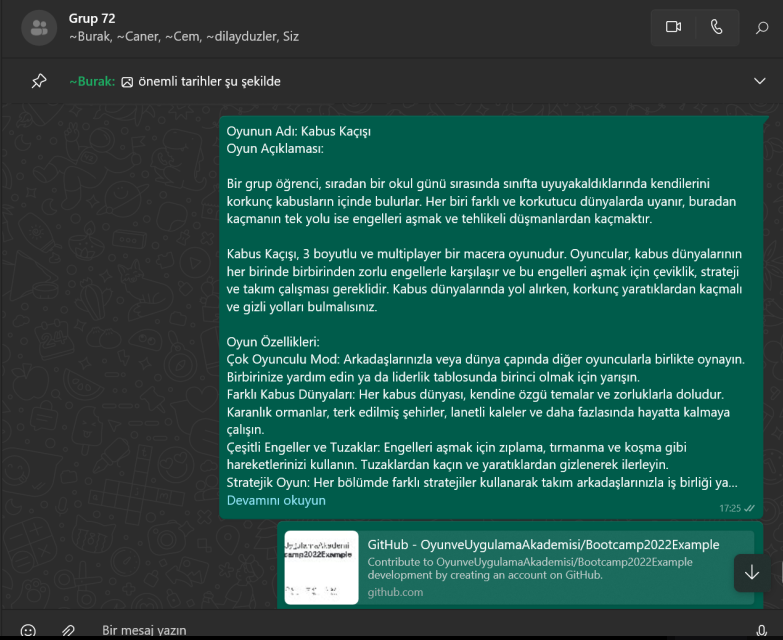 Grup 72
~Burak, ~Caner, ~Cem, ~dilayduzler, Siz
~Burak: önemli tarihler şu şekilde
Oyunun Adı: Kabus Kaçışı
Oyun Açıklaması:
Bir grup öğrenci, sıradan bir okul günü sırasında sınıfta uyuyakaldıklarında kendilerini
korkunç kabusların içinde bulurlar. Her biri farklı ve korkutucu dünyalarda uyanır, buradan
kaçmanın tek yolu ise engelleri aşmak ve tehlikeli düşmanlardan kaçmaktır.
Kabus Kaçışı, 3 boyutlu ve multiplayer bir macera oyunudur. Oyuncular, kabus dünyalarının
her birinde birbirinden zorlu engellerle karşılaşır ve bu engelleri aşmak için çeviklik, strateji
ve takım çalışması gereklidir. Kabus dünyalarında yol alırken, korkunç yaratıklardan kaçmalı
ve gizli yolları bulmalısınız.
Oyun Özellikleri:
Çok Oyunculu Mod: Arkadaşlarınızla veya dünya çapında diğer oyuncularla birlikte oynayın.
Birbirinize yardım edin ya da liderlik tablosunda birinci olmak için yarışın.
Farklı Kabus Dünyaları: Her kabus dünyası, kendine özgü temalar ve zorluklarla doludur.
Karanlık ormanlar, terk edilmiş şehirler, lanetli kaleler ve daha fazlasında hayatta kalmaya
çalışın.
Çeşitli Engeller ve Tuzaklar: Engelleri aşmak için zıplama, tırmanma ve koşma gibi
hareketlerinizi kullanın. Tuzaklardan kaçın ve yaratıklardan gizlenerek ilerleyin.
Stratejik Oyun: Her bölümde farklı stratejiler kullanarak takım arkadaşlarınızla iş birliği ya...
Devamını okuyun
17:25
GitHub - OyunveUygulamaAkademisi/Bootcamp2022Example
Contribute to OyunveUygulamaAkademisi/Bootcamp2022Example
development by creating an account on GitHub.
github.com
Bir mesaj yazın